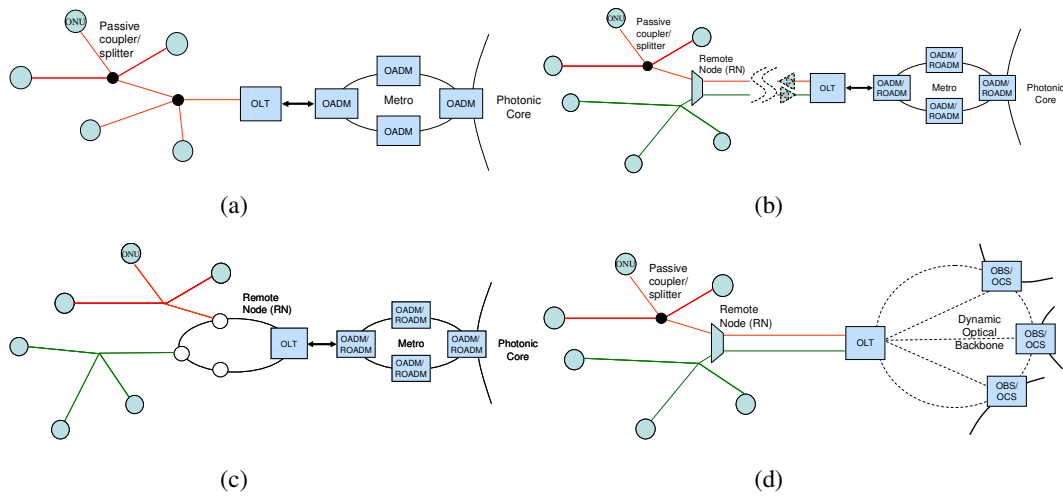 ONU
Passive
coupler/
splitter
OLT
OADM
OADM
Metro
OADM
OADM
Photonic
Core
(a)
ONU
Passive
coupler/
splitter
Remote
Node (RN)
OLT
OADM/
ROADM
OADM/
ROADM
Metro
OADM/
ROADM
OADM/
ROADM
Photonic
Core
(b)
ONU
Remote
Node (RN)
OLT
OADM/
ROADM
OADM/
ROADM
Metro
OADM/
ROADM
OADM/
ROADM
Photonic
Core
(c)
ONU
Passive
coupler/
splitter
Remote
Node (RN)
OLT
Dynamic
Optical
Backbone
OBS/
OCS
OBS/
OCS
OBS/
OCS
(d)